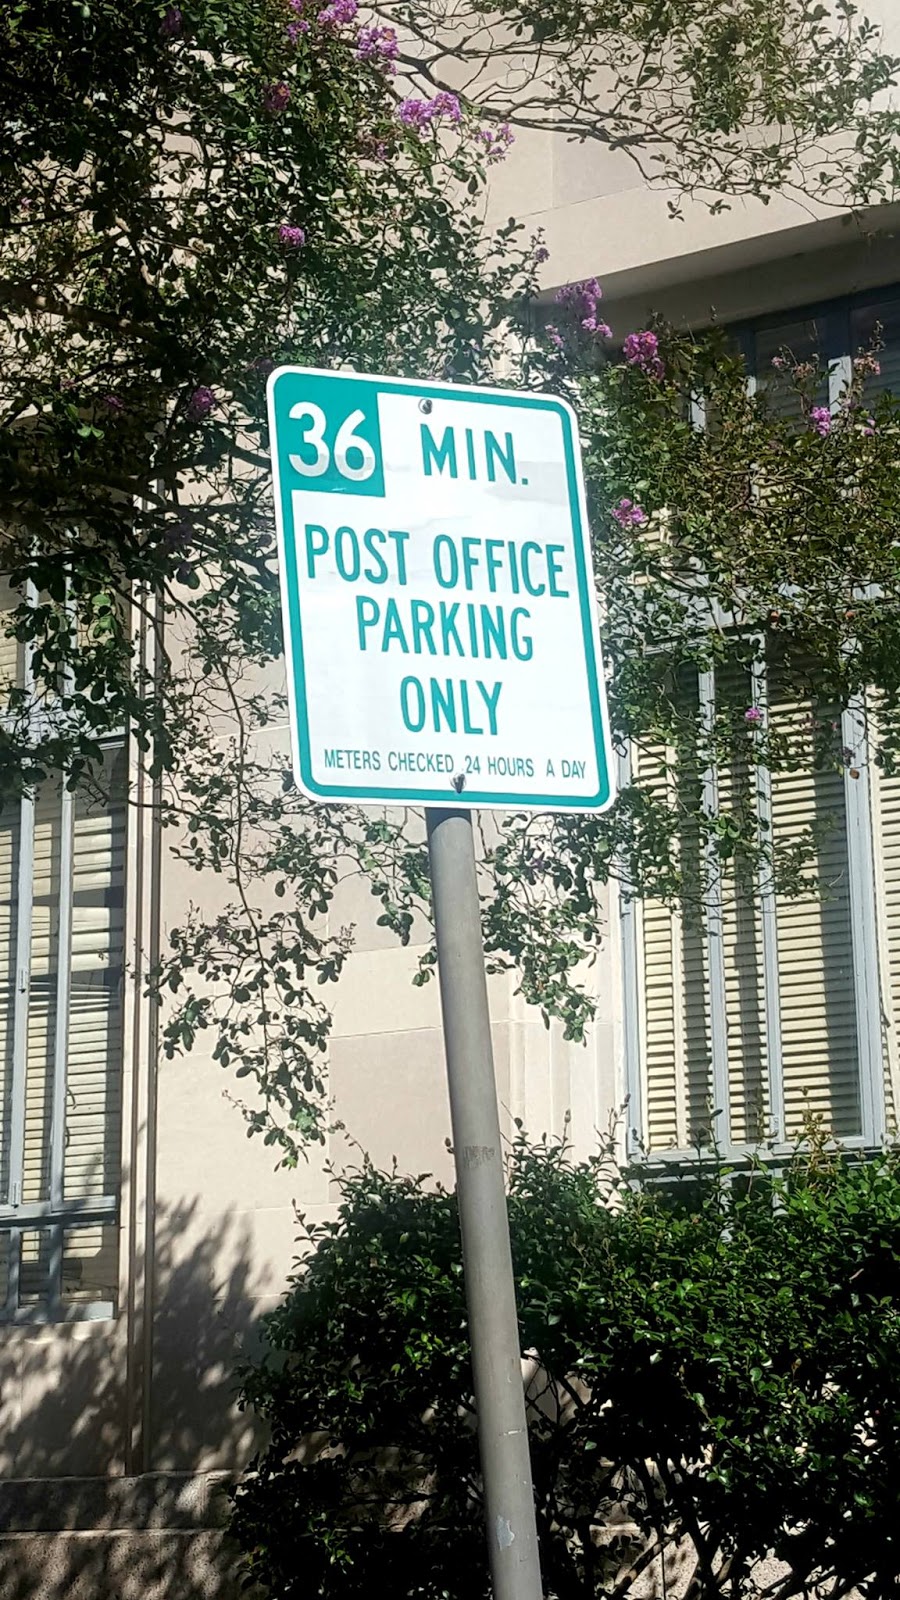 36 MIN.
POST OFFICE
PARKING
ONLY
METERS CHECKED 24 HOURS A DAY